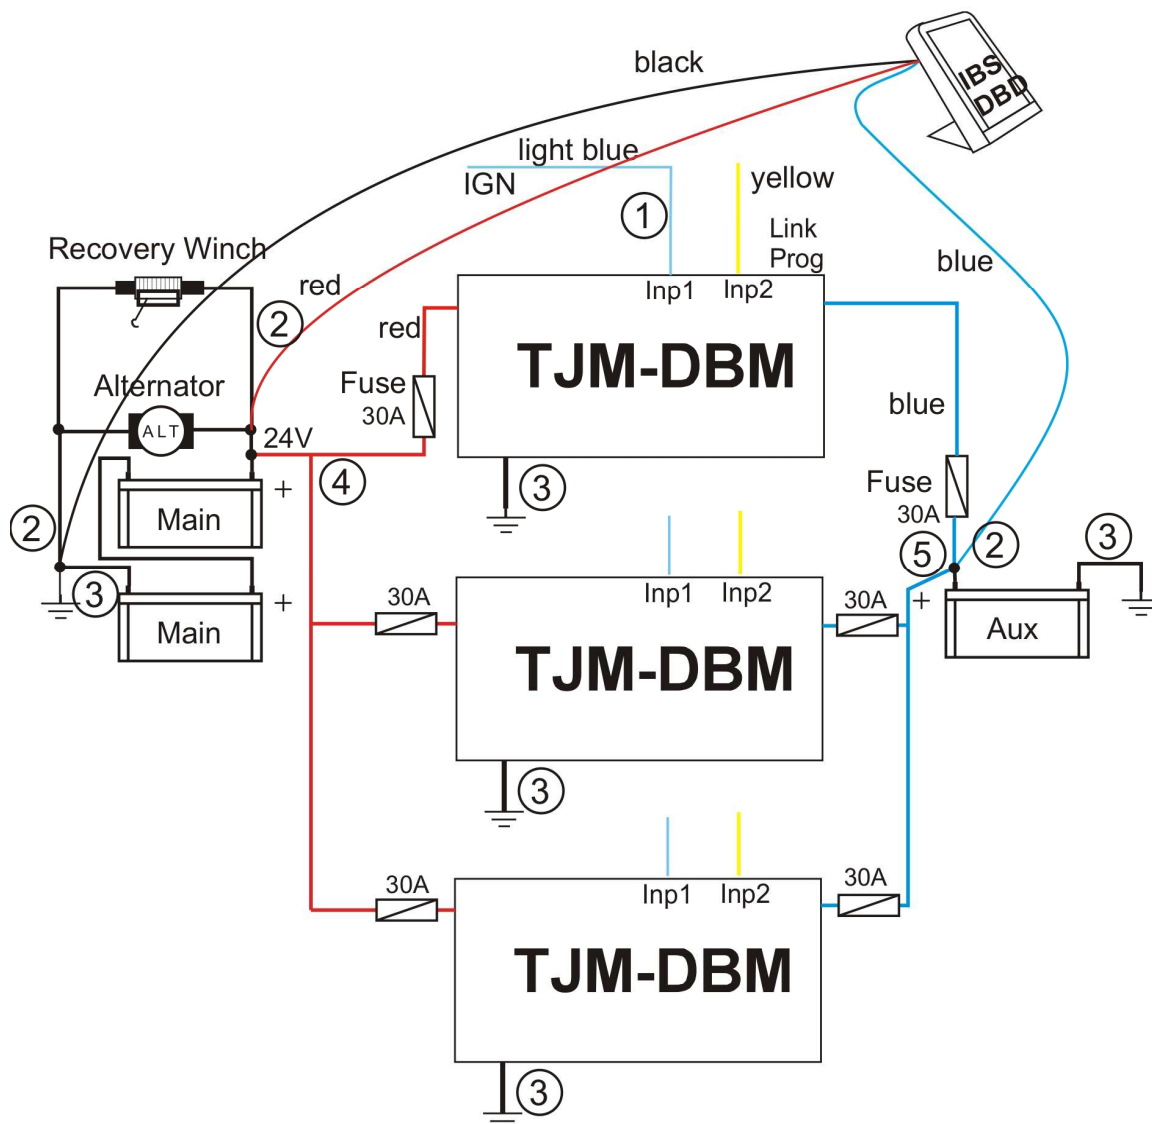 black
IBS
DBD
light blue
IGN
yellow
1
Link
Prog
Recovery Winch
blue
red
Inp1
Inp2
2
red
TJM-DBM
Alternator
Fuse
30A
blue
ALT
24V
+
4
3
Fuse
30A
Main
2
5
2
3
3
+
Main
30A
Inp1
Inp2
30A
+
Aux
TJM-DBM
3
30A
Inp1
Inp2
30A
TJM-DBM
3